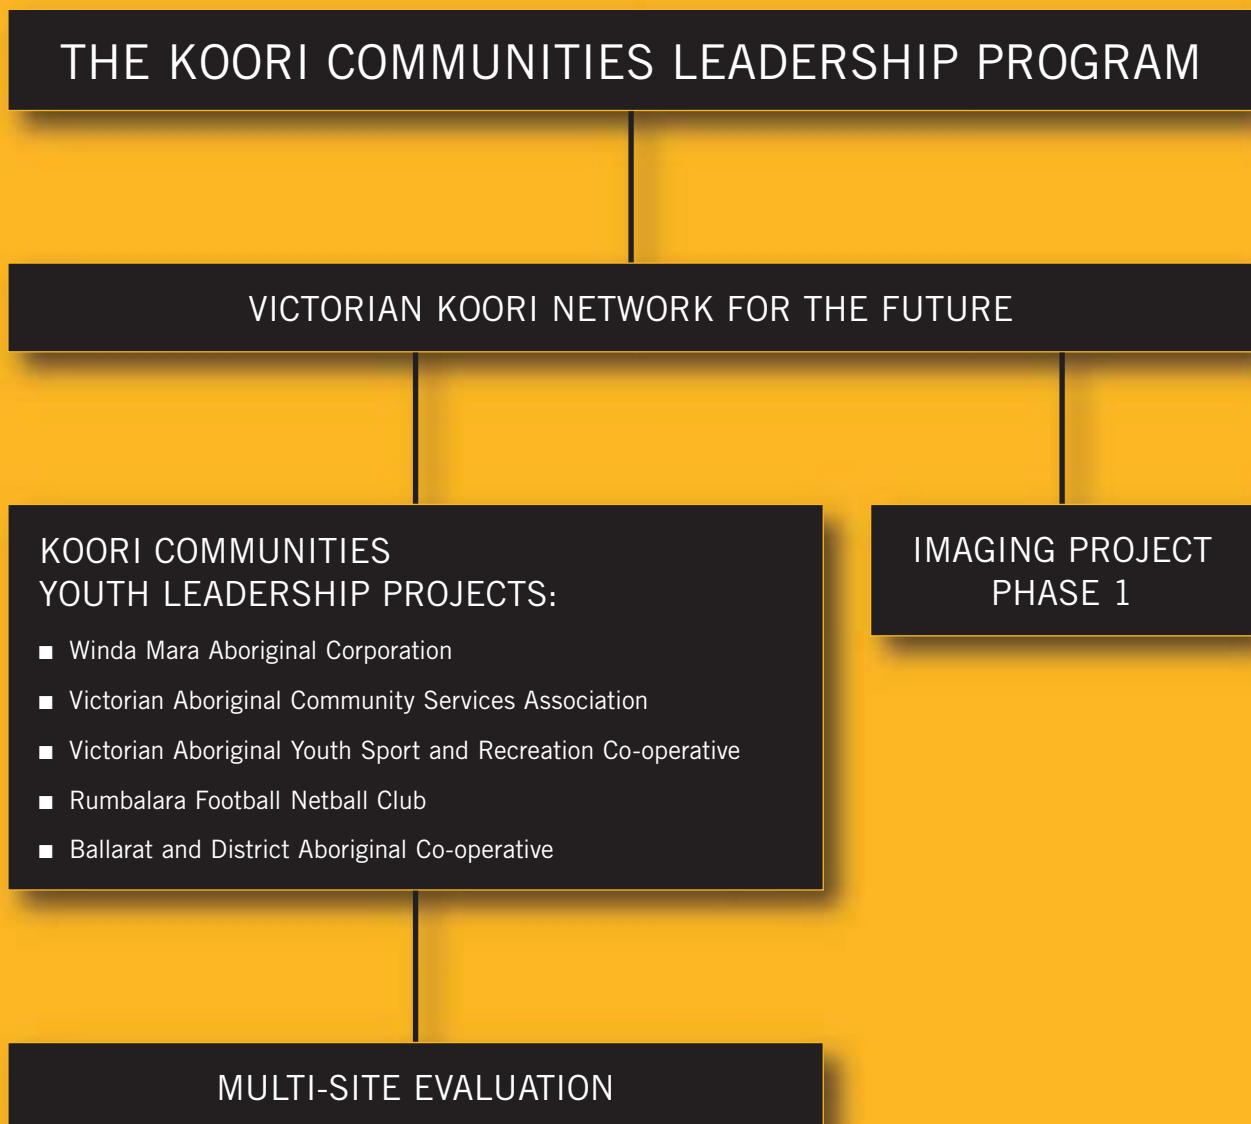 THE KOORI COMMUNITIES LEADERSHIP PROGRAM
VICTORIAN KOORI NETWORK FOR THE FUTURE
KOORI COMMUNITIES
YOUTH LEADERSHIP PROJECTS:
■ Winda Mara Aboriginal Corporation
■ Victorian Aboriginal Community Services Association
■ Victorian Aboriginal Youth Sport and Recreation Co-operative
■ Rumbalara Football Netball Club
■ Ballarat and District Aboriginal Co-operative
IMAGING PROJECT
PHASE 1
MULTI-SITE EVALUATION